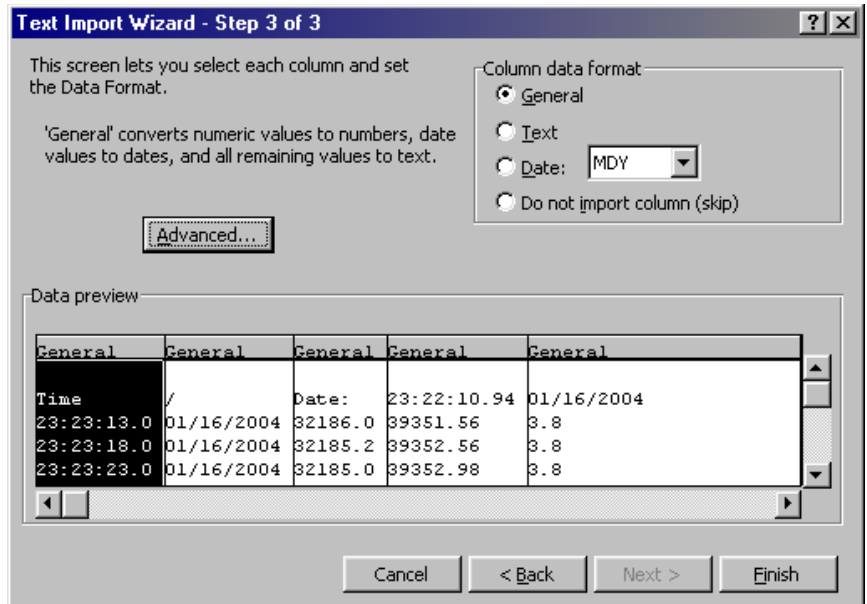 Text Import Wizard - Step 3 of 3
This screen lets you select each column and set
the Data Format.
'General' converts numeric values to numbers, date
values to dates, and all remaining values to text.
Advanced...
Column data format
General
Text
Date: MDY
Do not import column (skip)
Data preview
General General General General General
Time / Date: 23:22:10.94 01/16/2004
23:23:13.0 01/16/2004 32186.0 39351.56 3.8
23:23:18.0 01/16/2004 32185.2 39352.56 3.8
23:23:23.0 01/16/2004 32185.0 39352.98 3.8
Cancel < Back Next > Finish